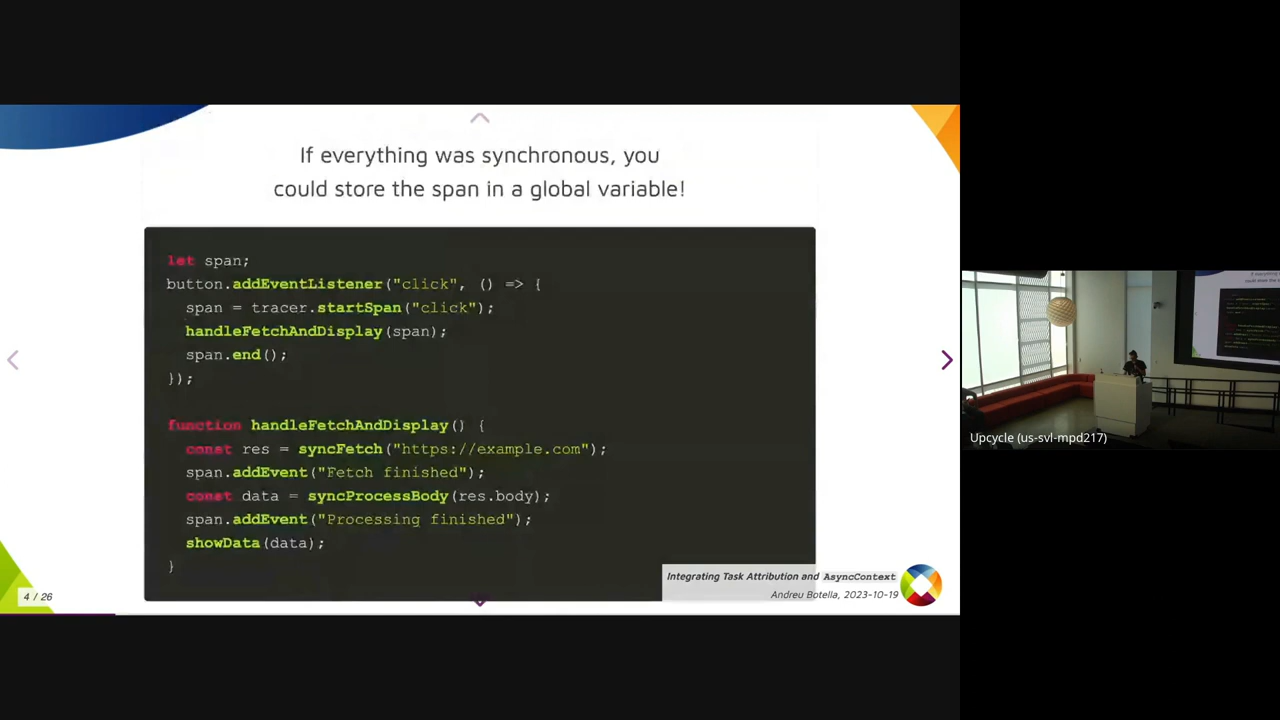 If everything was synchronous, you
could store the span in a global variable!
let span;
button.addEventListener("click", () => {
  span = tracer.startSpan("click");
  handleFetchAndDisplay(span);
  span.end();
});
function handleFetchAndDisplay() {
  const res = syncFetch("https://example.com");
  span.addEvent("Fetch finished");
  const data = syncProcessBody(res.body);
  span.addEvent("Processing finished");
  showData(data);
}
Integrating Task Attribution and AsyncContext
Andreu Botella, 2023-10-19
4 / 26
Upcycle (us-svl-mpd217)